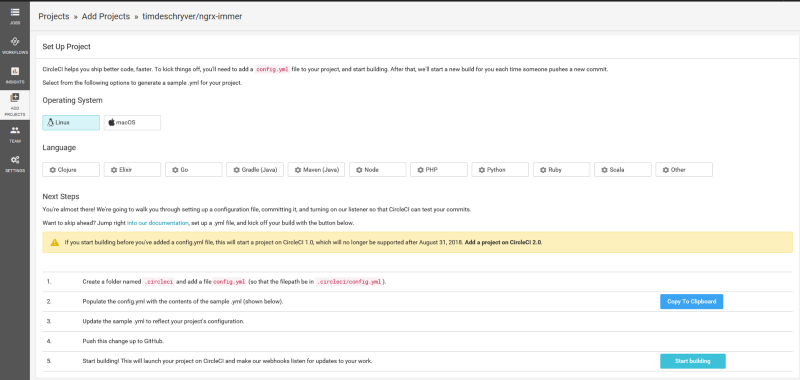 Projects » Add Projects » timdeschryver/ngrx-immer
JOBS
WORKFLOWS
INSIGHTS
ADD
PROJECTS
TEAM
SETTINGS
Set Up Project
CircleCI helps you ship better code, faster. To kick things off, you'll need to add a config.yml file to your project, and start building. After that, we'll start a new build for you each time someone pushes a new commit.
Select from the following options to generate a sample .yml for your project.
Operating System
Linux macOS
Language
Clojure Elixir Go Gradle (Java) Maven (Java) Node PHP Python Ruby Scala Other
Next Steps
You're almost there! We're going to walk you through setting up a configuration file, committing it, and turning on our listener so that CircleCI can test your commits.
Want to skip ahead? Jump right into our documentation, set up a .yml file, and kick off your build with the button below.
If you start building before you've added a config.yml file, this will start a project on CircleCI 1.0, which will no longer be supported after August 31, 2018. Add a project on CircleCI 2.0.
1. Create a folder named .circleci and add a file config.yml (so that the filepath be in .circleci/config.yml).
2. Populate the config.yml with the contents of the sample .yml (shown below). Copy To Clipboard
3. Update the sample .yml to reflect your project's configuration.
4. Push this change up to GitHub.
5. Start building! This will launch your project on CircleCI and make our webhooks listen for updates to your work. Start building